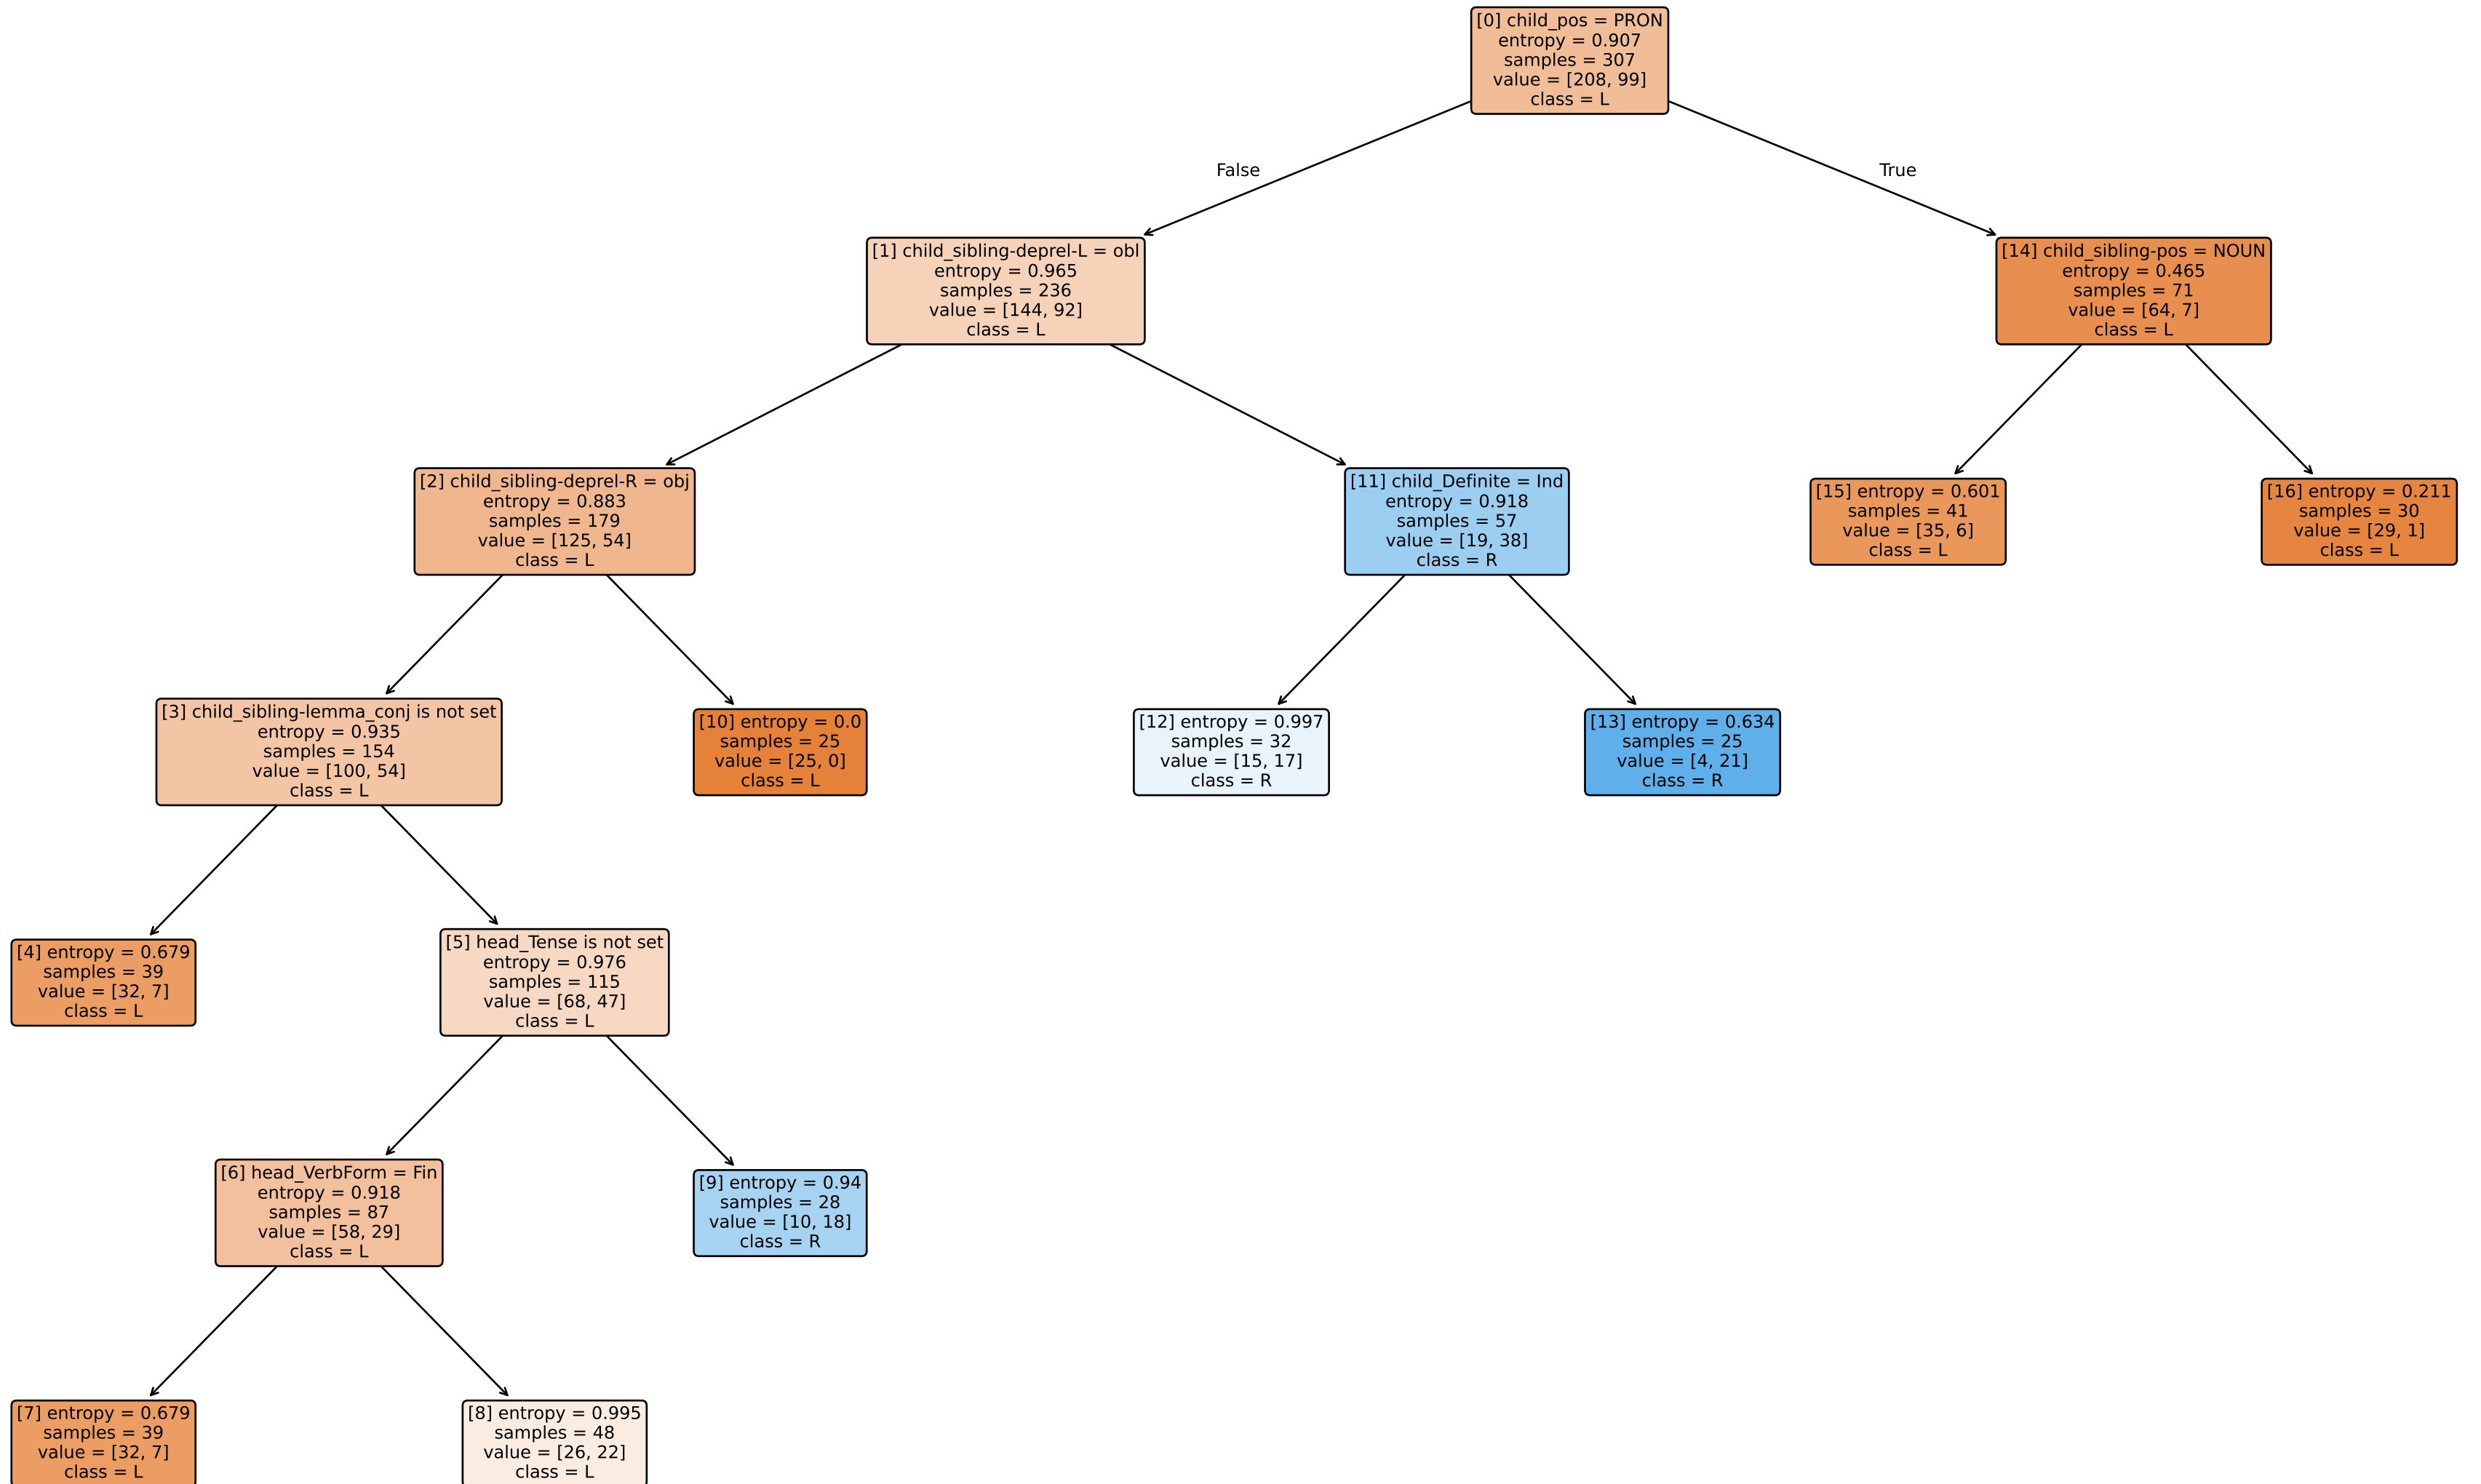 [0] child_pos = PRON
entropy = 0.907
samples = 307
value = [208, 99]
class = L
False
True
[1] child_sibling-deprel-L = obl
entropy = 0.965
samples = 236
value = [144, 92]
class = L
[14] child_sibling-pos = NOUN
entropy = 0.465
samples = 71
value = [64, 7]
class = L
[2] child_sibling-deprel-R = obj
entropy = 0.883
samples = 179
value = [125, 54]
class = L
[11] child_Definite = Ind
entropy = 0.918
samples = 57
value = [19, 38]
class = R
[15] entropy = 0.601
samples = 41
value = [35, 6]
class = L
[16] entropy = 0.211
samples = 30
value = [29, 1]
class = L
[3] child_sibling-lemma_conj is not set
entropy = 0.935
samples = 154
value = [100, 54]
class = L
[10] entropy = 0.0
samples = 25
value = [25, 0]
class = L
[12] entropy = 0.997
samples = 32
value = [15, 17]
class = R
[13] entropy = 0.634
samples = 25
value = [4, 21]
class = R
[4] entropy = 0.679
samples = 39
value = [32, 7]
class = L
[5] head_Tense is not set
entropy = 0.976
samples = 115
value = [68, 47]
class = L
[6] head_VerbForm = Fin
entropy = 0.918
samples = 87
value = [58, 29]
class = L
[9] entropy = 0.94
samples = 28
value = [10, 18]
class = R
[7] entropy = 0.679
samples = 39
value = [32, 7]
class = L
[8] entropy = 0.995
samples = 48
value = [26, 22]
class = L